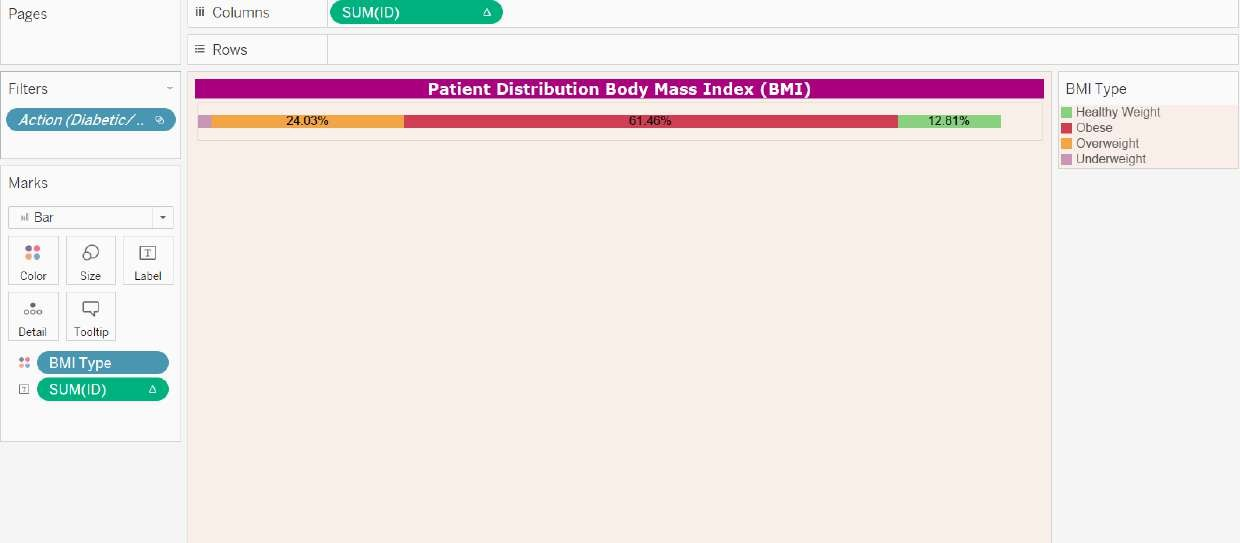 Pages
Columns
SUM(ID)
Rows
Filters
Action (Diabetic/ ..
Patient Distribution Body Mass Index (BMI)
24.03%
61.46%
12.81%
BMI Type
Healthy Weight
Obese
Overweight
Underweight
Marks
Bar
Color
Size
Label
Detail
Tooltip
BMI Type
SUM(ID)